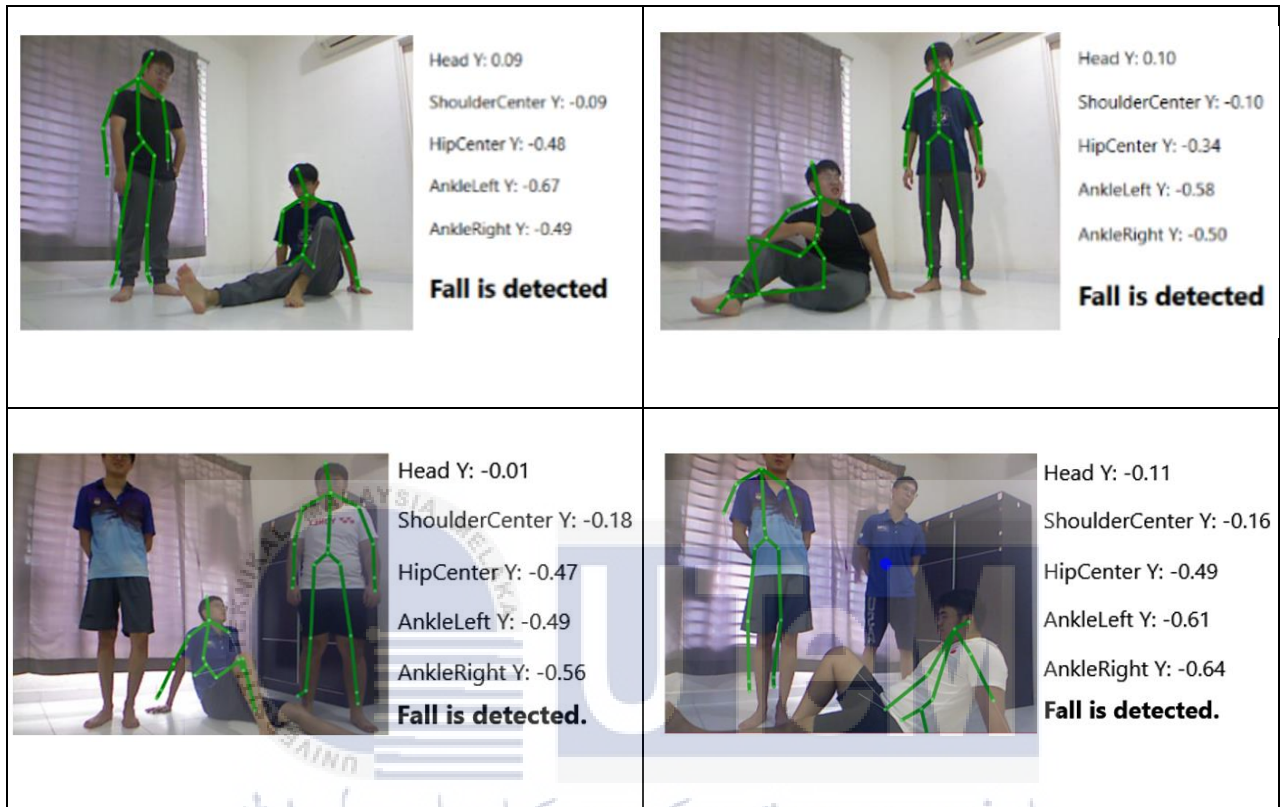 Head Y: 0.09
ShoulderCenter Y: -0.09
HipCenter Y: -0.48
AnkleLeft Y: -0.67
AnkleRight Y: -0.49
Fall is detected
Head Y: 0.10
ShoulderCenter Y: -0.10
HipCenter Y: -0.34
AnkleLeft Y: -0.58
AnkleRight Y: -0.50
Fall is detected
Head Y: -0.01
ShoulderCenter Y: -0.18
HipCenter Y: -0.47
AnkleLeft Y: -0.49
AnkleRight Y: -0.56
Fall is detected.
Head Y: -0.11
ShoulderCenter Y: -0.16
HipCenter Y: -0.49
AnkleLeft Y: -0.61
AnkleRight Y: -0.64
Fall is detected.
MALAYSIA MELAKA
UTeM